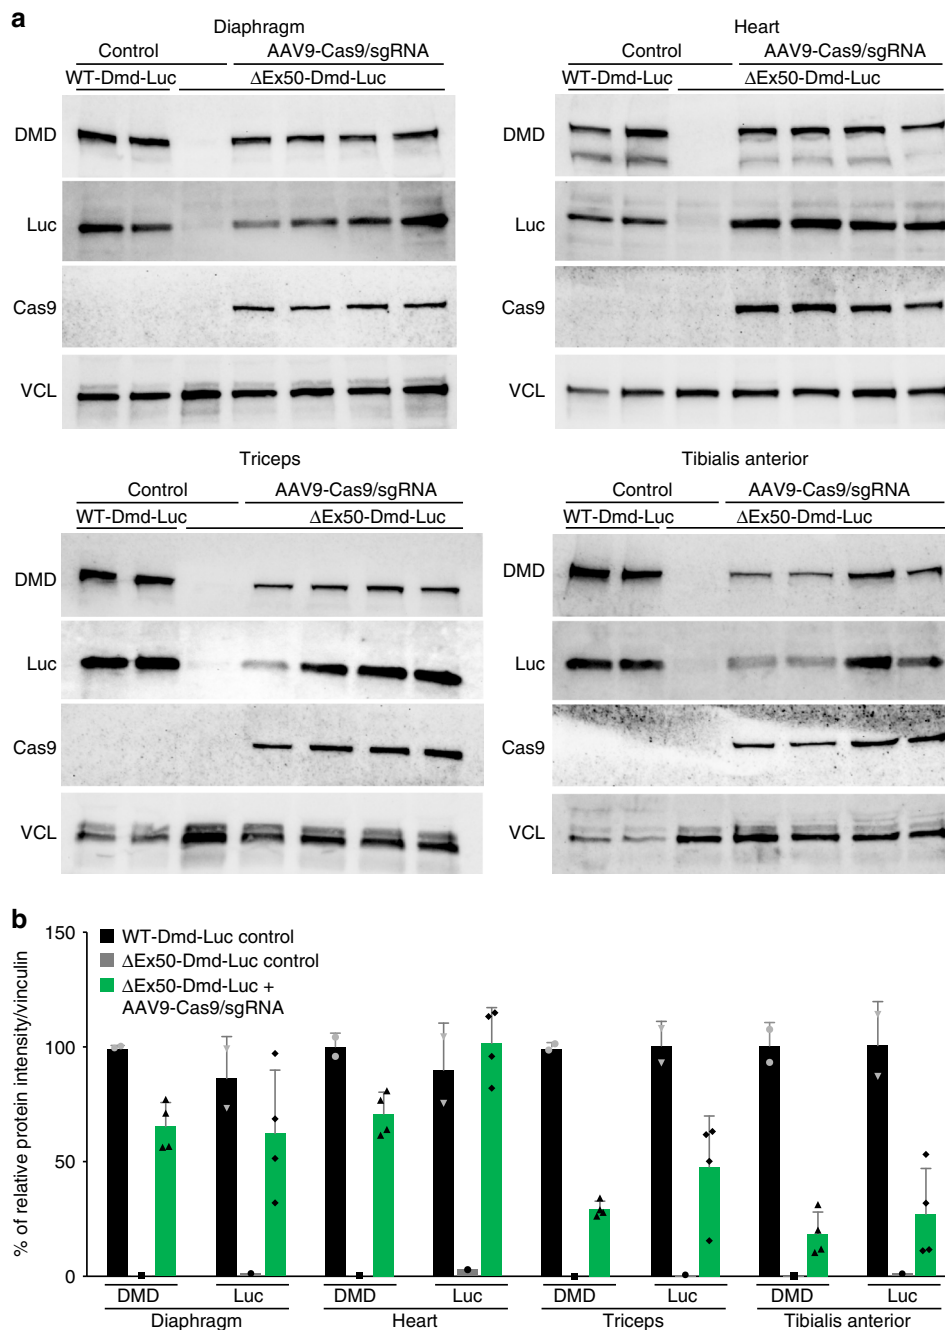 a
Diaphragm
Control AAV9-Cas9/sgRNA
WT-Dmd-Luc ΔEx50-Dmd-Luc
DMD
Luc
Cas9
VCL
Heart
Control AAV9-Cas9/sgRNA
WT-Dmd-Luc ΔEx50-Dmd-Luc
DMD
Luc
Cas9
VCL
Triceps
Control AAV9-Cas9/sgRNA
WT-Dmd-Luc ΔEx50-Dmd-Luc
DMD
Luc
Cas9
VCL
Tibialis anterior
Control AAV9-Cas9/sgRNA
WT-Dmd-Luc ΔEx50-Dmd-Luc
DMD
Luc
Cas9
VCL
b
% of relative protein intensity/vinculin
150
100
50
0
WT-Dmd-Luc control
ΔEx50-Dmd-Luc control
ΔEx50-Dmd-Luc +
AAV9-Cas9/sgRNA
DMD Luc DMD Luc DMD Luc DMD Luc
Diaphragm Heart Triceps Tibialis anterior